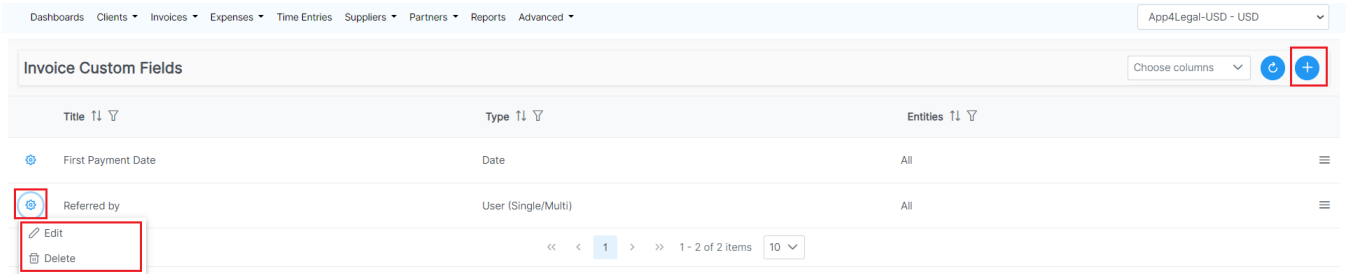 Dashboards Clients Invoices Expenses Time Entries Suppliers Partners Reports Advanced App4Legal-USD - USD
Invoice Custom Fields Choose columns
Title Type Entities
First Payment Date Date All
Referred by User (Single/Multi) All
Edit
<< < 1 > >> 1 - 2 of 2 items 10
Delete